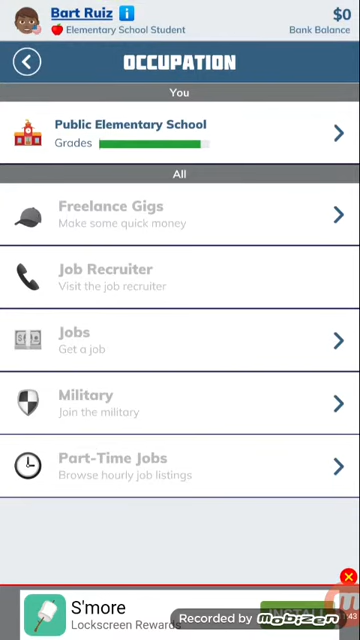 Bart Ruiz
$0
Elementary School Student
Bank Balance
OCCUPATION
You
Public Elementary School
Grades
All
Freelance Gigs
Make some quick money
Job Recruiter
Visit the job recruiter
Jobs
Get a job
Military
Join the military
Part-Time Jobs
Browse hourly job listings
S'more
Lockscreen Rewards
Recorded by mobizen